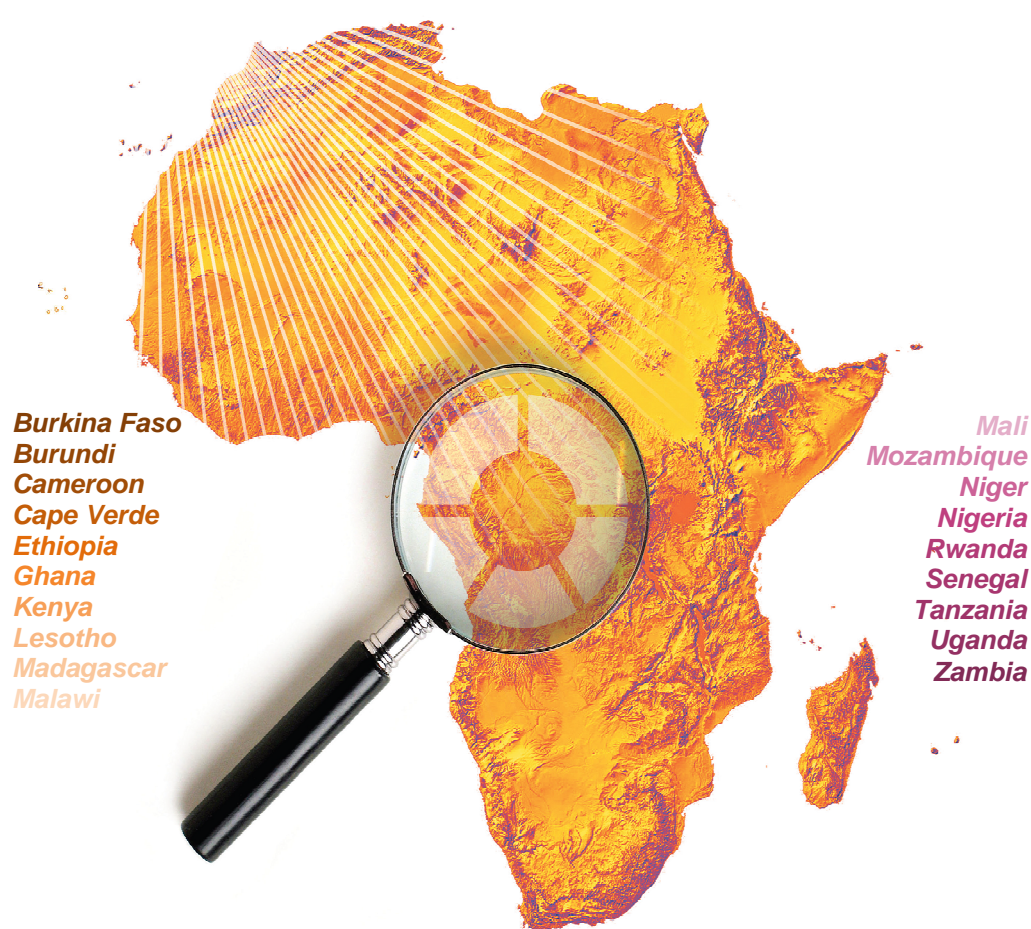 Burkina Faso
Burundi
Cameroon
Cape Verde
Ethiopia
Ghana
Kenya
Lesotho
Madagascar
Malawi
Mali
Mozambique
Niger
Nigeria
Rwanda
Senegal
Tanzania
Uganda
Zambia